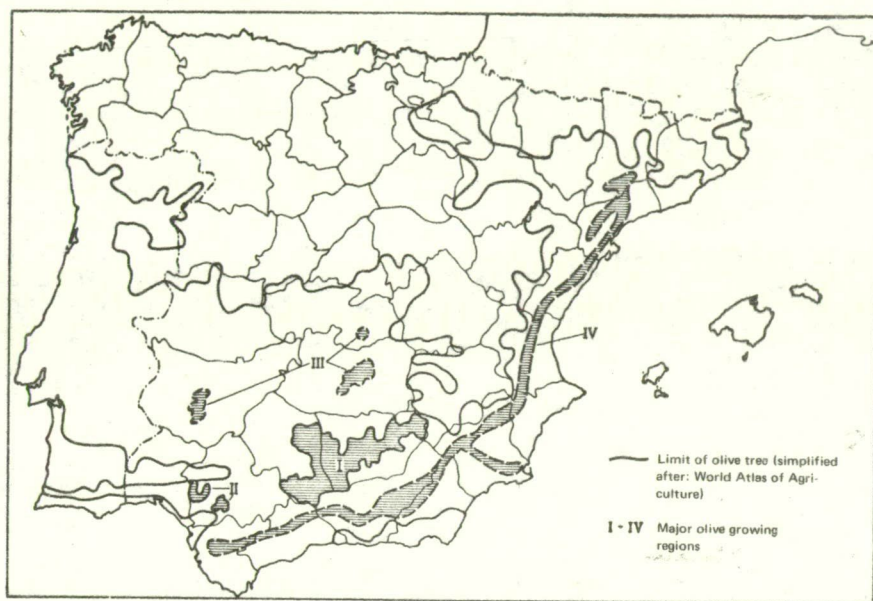 III
IV
I
II
Limit of olive tree (simplified
after: World Atlas of Agri-
culture)
I - IV Major olive growing
regions